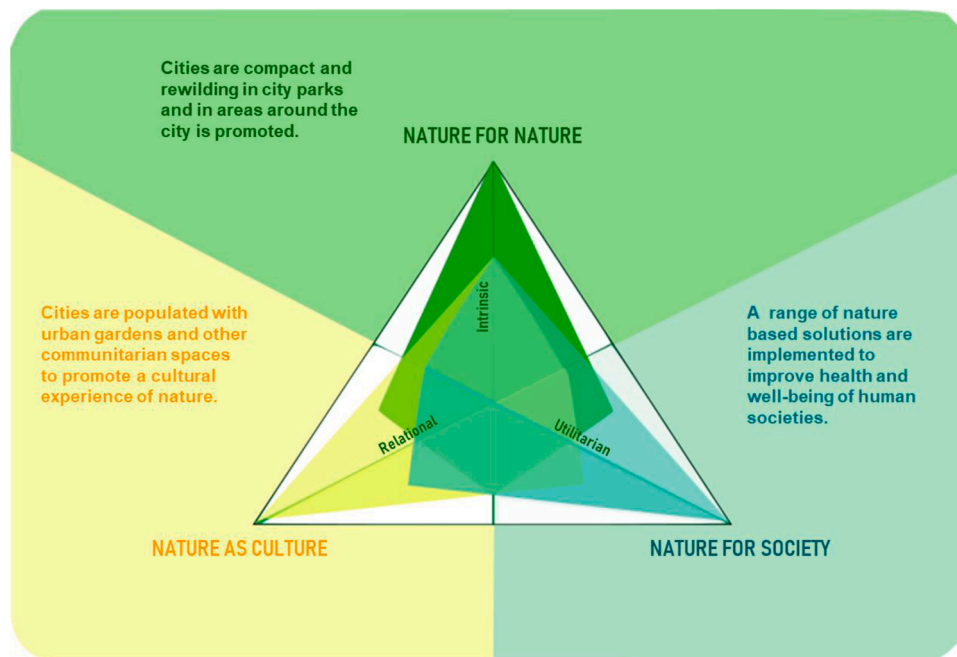 Cities are compact and
rewilding in city parks
and in areas around the
city is promoted.
NATURE FOR NATURE
Intrinsic
Cities are populated with
urban gardens and other
communitarian spaces
to promote a cultural
experience of nature.
A range of nature
based solutions are
implemented to
improve health and
well-being of human
societies.
Relational
Utilitarian
NATURE AS CULTURE
NATURE FOR SOCIETY